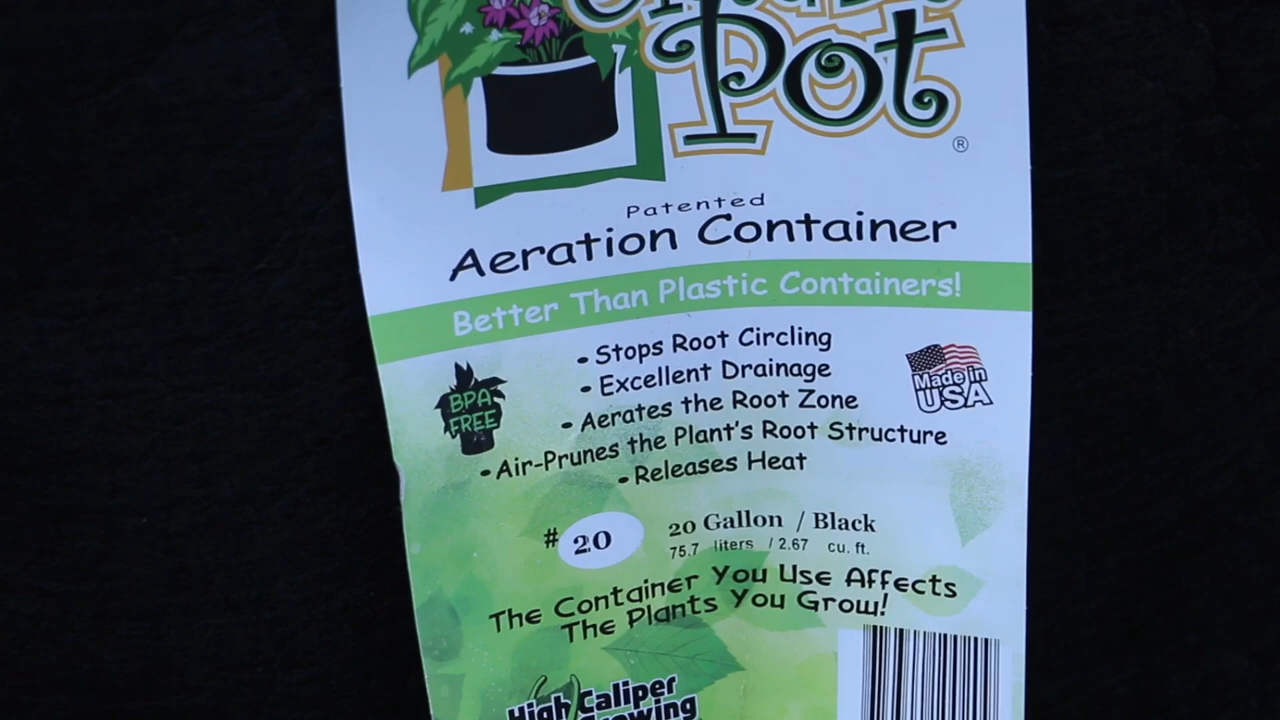 Pot®
Patented
Aeration Container
Better Than Plastic Containers!
• Stops Root Circling
• Excellent Drainage
• Aerates the Root Zone
• Air-Prunes the Plant's Root Structure
• Releases Heat
BPA
FREE
Made in
USA
# 20
20 Gallon / Black
75.7 liters / 2.67 cu. ft.
The Container You Use Affects
The Plants You Grow!
High Caliper
Growing